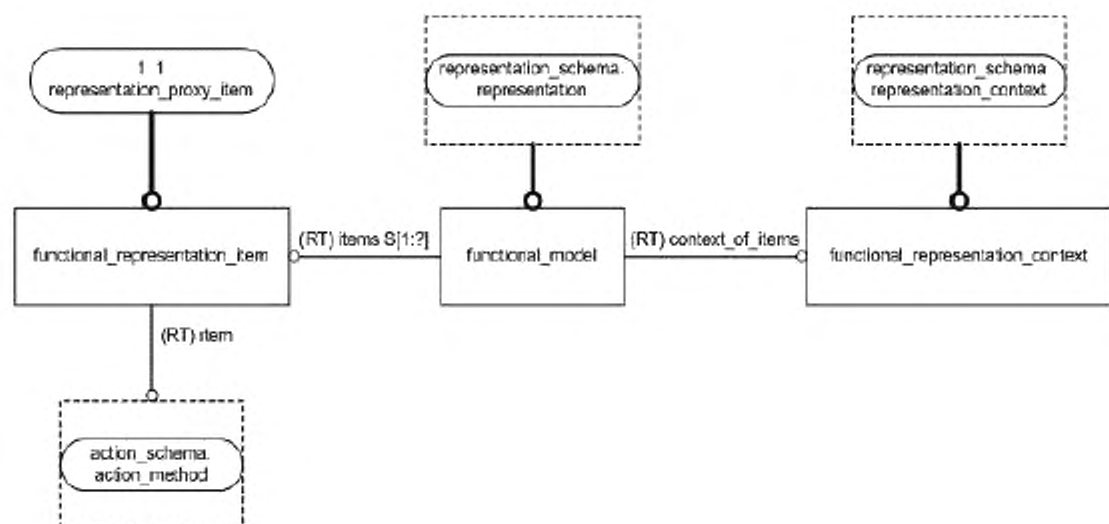 1 1
representation_proxy_item
representation_schema.
representation
representation_schema
representation_context
functional_representation_item
(RT) items S[1:?]
functional_model
(RT) context_of_items
functional_representation_context
(RT) item
action_schema.
action_method